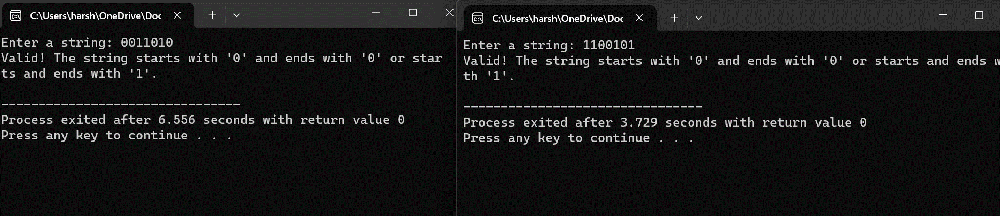 C:\Users\harsh\OneDrive\Doc
Enter a string: 0011010
Valid! The string starts with '0' and ends with '0' or star
ts and ends with '1'.
--------------------------------
Process exited after 6.556 seconds with return value 0
Press any key to continue . . .
C:\Users\harsh\OneDrive\Doc
Enter a string: 1100101
Valid! The string starts with '0' and ends with '0' or starts and ends w
th '1'.
--------------------------------
Process exited after 3.729 seconds with return value 0
Press any key to continue . . .